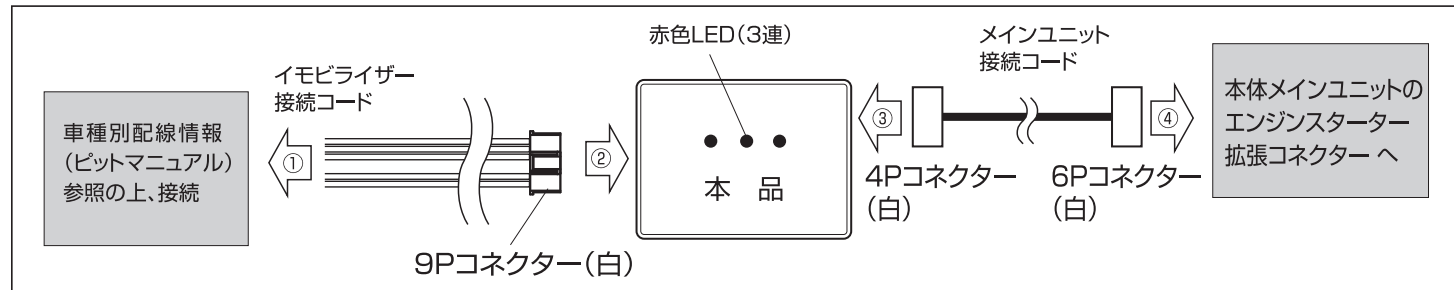 車種別配線情報
(ピットマニュアル)
参照の上、接続
イモビライザー
接続コード
①
9Pコネクター(白)
②
赤色LED(3連)
本 品
③
4Pコネクター
(白)
メインユニット
接続コード
6Pコネクター
(白)
④
本体メインユニットの
エンジンスターター
拡張コネクター へ